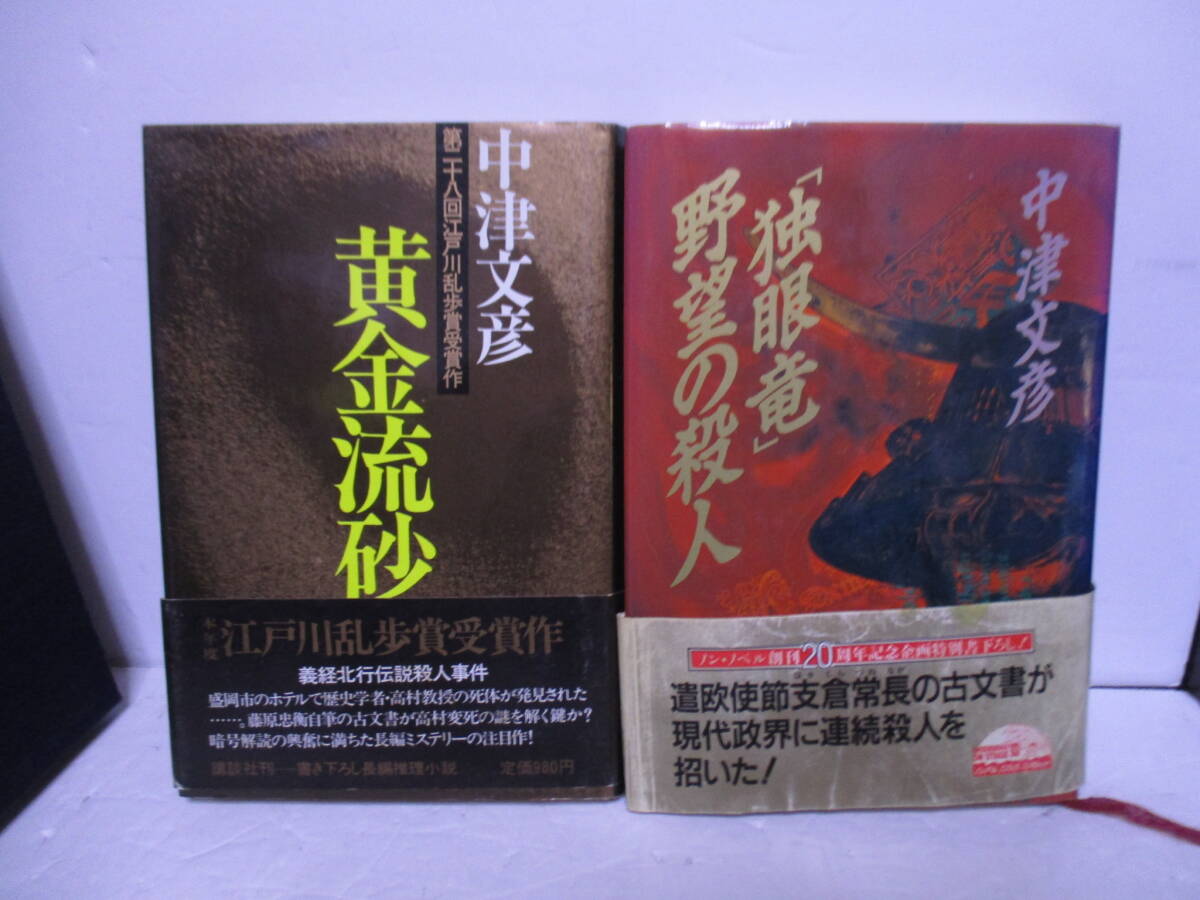 中津文彦
第二十八回江戸川乱歩賞受賞作
黄金流砂
本年度
江戸川乱歩賞受賞作
義経北行伝説殺人事件
盛岡市のホテルで歴史学者・高村教授の死体が発見された
……。藤原忠衡自筆の古文書が高村変死の謎を解く鍵か?
暗号解読の興奮に満ちた長編ミステリーの注目作!
講談社刊──書き下ろし長編推理小説 定価980円
中津文彦
「独眼竜」
野望の殺人
ノン・ノベル創刊20周年記念企画特別書下ろし!
遣欧使節支倉常長の古文書が
現代政界に連続殺人を
招いた!